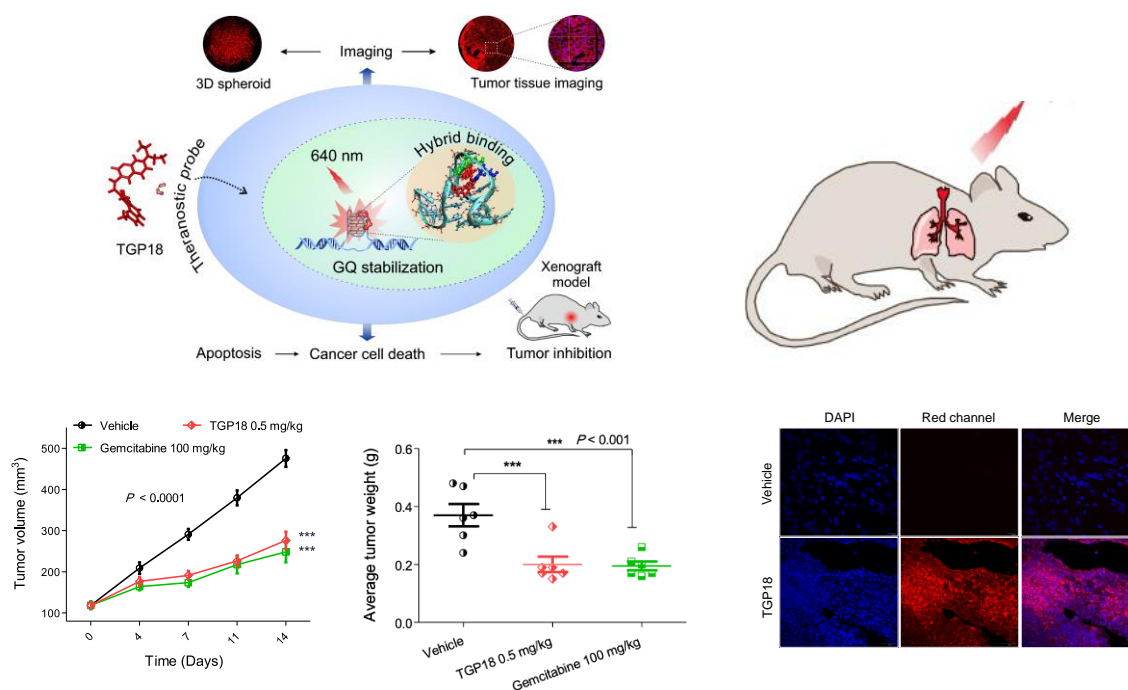 Imaging
3D spheroid
Tumor tissue imaging
Hybrid binding
640 nm
Theranostic probe
TGP18
GQ stabilization
Xenograft
model
Apoptosis
Cancer cell death
Tumor inhibition
Vehicle
TGP18 0.5 mg/kg
Gemcitabine 100 mg/kg
Tumor volume (mm³)
500
400
300
200
100
P < 0.0001
***
***
0
4
7
11
14
Time (Days)
Average tumor weight (g)
0.6
0.4
0.2
0.0
***
P < 0.001
***
Vehicle
TGP18 0.5 mg/kg
Gemcitabine 100 mg/kg
DAPI
Red channel
Merge
Vehicle
TGP18